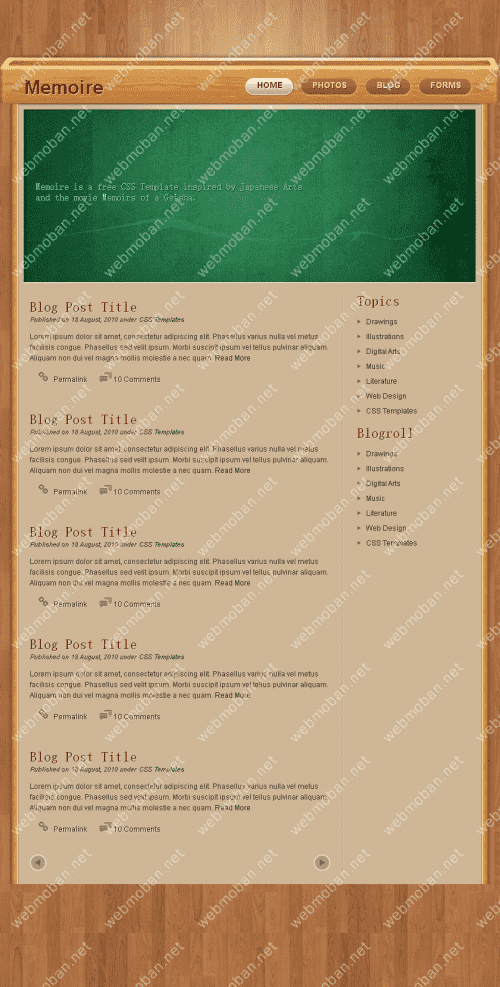 Memoire
HOME PHOTOS BLOG FORMS
Memoire is a free CSS Template inspired by Japanese Arts
and the movie Memoirs of a Geisha.
Blog Post Title
Published on 18 August, 2010 under CSS Templates
Lorem ipsum dolor sit amet, consectetur adipiscing elit. Phasellus varius nulla vel metus
facilisis congue. Phasellus sed velit ipsum. Morbi suscipit ipsum vel tellus pulvinar aliquam.
Aliquam non dui vel magna mollis molestie a nec quam. Read More
Permalink 10 Comments
Blog Post Title
Published on 18 August, 2010 under CSS Templates
Lorem ipsum dolor sit amet, consectetur adipiscing elit. Phasellus varius nulla vel metus
facilisis congue. Phasellus sed velit ipsum. Morbi suscipit ipsum vel tellus pulvinar aliquam.
Aliquam non dui vel magna mollis molestie a nec quam. Read More
Permalink 10 Comments
Blog Post Title
Published on 18 August, 2010 under CSS Templates
Lorem ipsum dolor sit amet, consectetur adipiscing elit. Phasellus varius nulla vel metus
facilisis congue. Phasellus sed velit ipsum. Morbi suscipit ipsum vel tellus pulvinar aliquam.
Aliquam non dui vel magna mollis molestie a nec quam. Read More
Permalink 10 Comments
Blog Post Title
Published on 18 August, 2010 under CSS Templates
Lorem ipsum dolor sit amet, consectetur adipiscing elit. Phasellus varius nulla vel metus
facilisis congue. Phasellus sed velit ipsum. Morbi suscipit ipsum vel tellus pulvinar aliquam.
Aliquam non dui vel magna mollis molestie a nec quam. Read More
Permalink 10 Comments
Blog Post Title
Published on 18 August, 2010 under CSS Templates
Lorem ipsum dolor sit amet, consectetur adipiscing elit. Phasellus varius nulla vel metus
facilisis congue. Phasellus sed velit ipsum. Morbi suscipit ipsum vel tellus pulvinar aliquam.
Aliquam non dui vel magna mollis molestie a nec quam. Read More
Permalink 10 Comments
Topics
Drawings
Illustrations
Digital Arts
Music
Literature
Web Design
CSS Templates
Blogroll
Drawings
Illustrations
Digital Arts
Music
Literature
Web Design
CSS Templates
webmoban.net